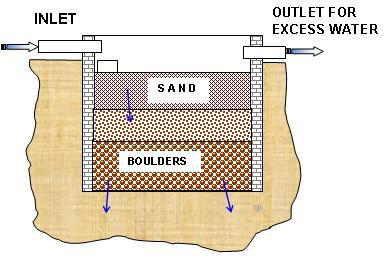 INLET
OUTLET FOR
EXCESS WATER
SAND
BOULDERS